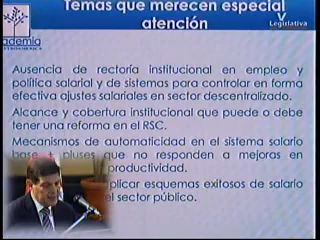 Temas que merecen especial
atención
Legislativa
ademia
Ausencia de rectoría institucional en empleo y
política salarial y de sistemas para controlar en forma
efectiva ajustes salariales en sector descentralizado.
Alcance y cobertura institucional que puede o debe
tener una reforma en el RSC.
Mecanismos de automaticidad en el sistema salario
base + pluses que no responden a mejoras en
productividad.
plicar esquemas exitosos de salario
el sector público.